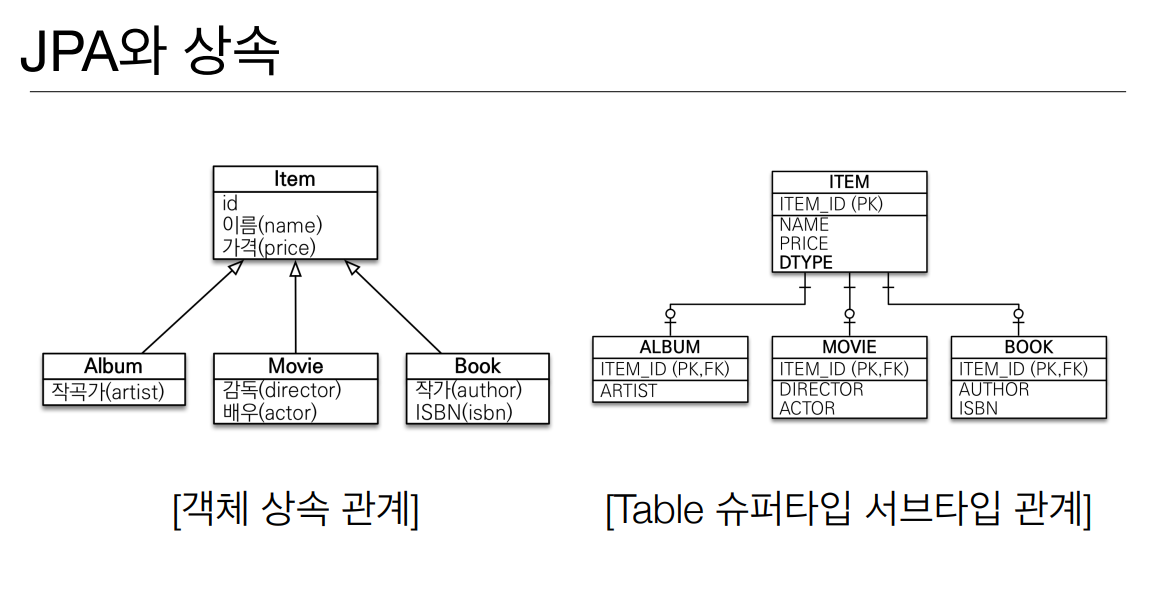 JPA와 상속
Item
id
이름(name)
가격(price)
Album
작곡가(artist)
Movie
감독(director)
배우(actor)
Book
작가(author)
ISBN(isbn)
[객체 상속 관계]
ITEM
ITEM_ID (PK)
NAME
PRICE
DTYPE
ALBUM
ITEM_ID (PK,FK)
ARTIST
MOVIE
ITEM_ID (PK,FK)
DIRECTOR
ACTOR
BOOK
ITEM_ID (PK,FK)
AUTHOR
ISBN
[Table 슈퍼타입 서브타입 관계]